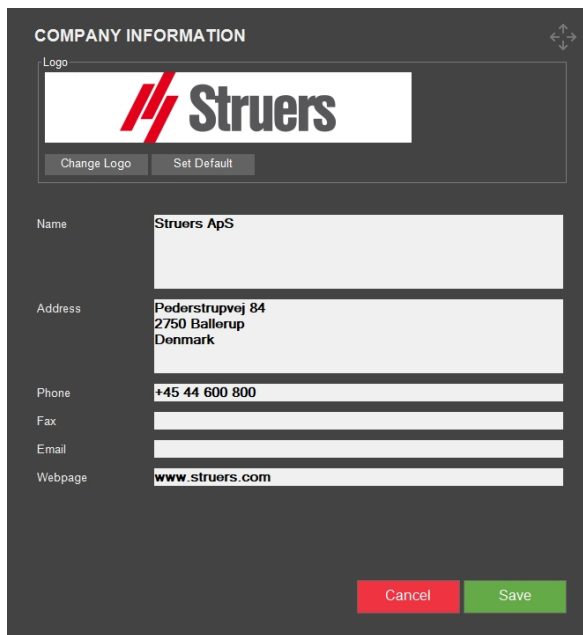 COMPANY INFORMATION
Logo
Struers
Change Logo Set Default
Name Struers ApS
Address Pederstrupvej 84
2750 Ballerup
Denmark
Phone +45 44 600 800
Fax
Email
Webpage www.struers.com
Cancel Save